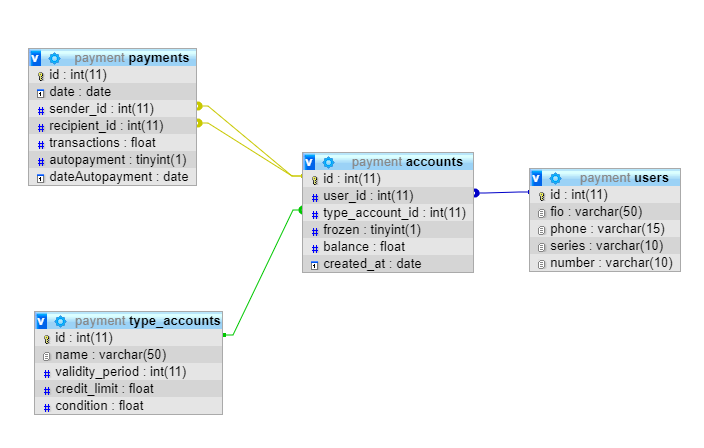 payment payments
id : int(11)
date : date
sender_id : int(11)
recipient_id : int(11)
transactions : float
autopayment : tinyint(1)
dateAutopayment : date
payment accounts
id : int(11)
user_id : int(11)
type_account_id : int(11)
frozen : tinyint(1)
balance : float
created_at : date
payment users
id : int(11)
fio : varchar(50)
phone : varchar(15)
series : varchar(10)
number : varchar(10)
payment type_accounts
id : int(11)
name : varchar(50)
validity_period : int(11)
credit_limit : float
condition : float